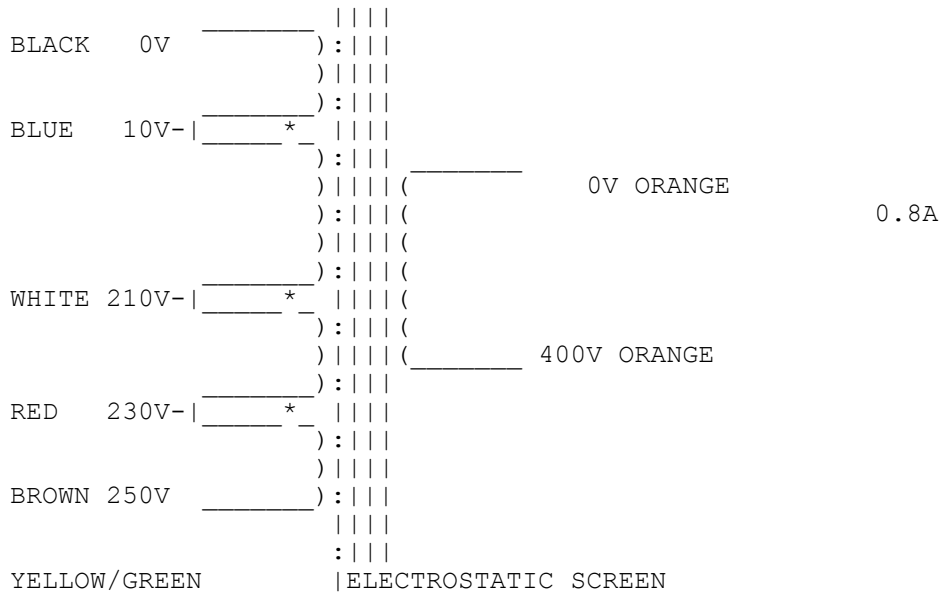 BLACK 0V
BLUE 10V-|
0V ORANGE
0.8A
WHITE 210V-|
400V ORANGE
RED 230V-|
BROWN 250V
YELLOW/GREEN |ELECTROSTATIC SCREEN